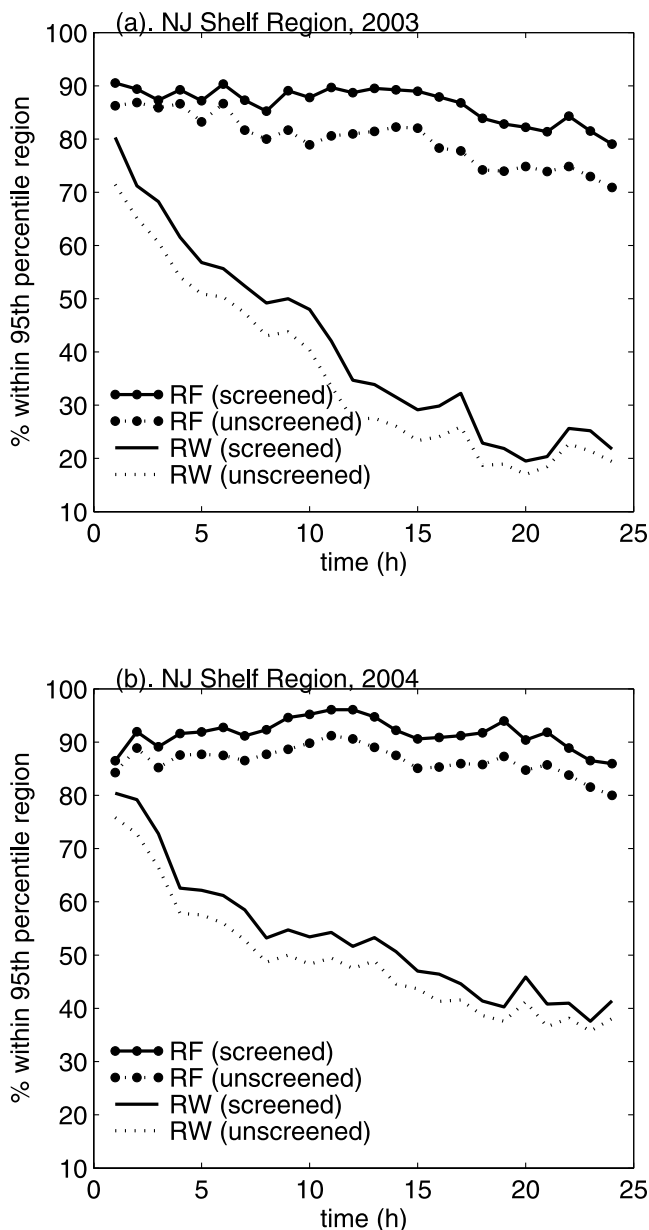 (a). NJ Shelf Region, 2003
100
90
80
70
60
50
40
30
20
10
% within 95th percentile region
RF (screened)
RF (unscreened)
RW (screened)
RW (unscreened)
0 5 10 15 20 25
time (h)
(b). NJ Shelf Region, 2004
100
90
80
70
60
50
40
30
20
10
% within 95th percentile region
RF (screened)
RF (unscreened)
RW (screened)
RW (unscreened)
0 5 10 15 20 25
time (h)